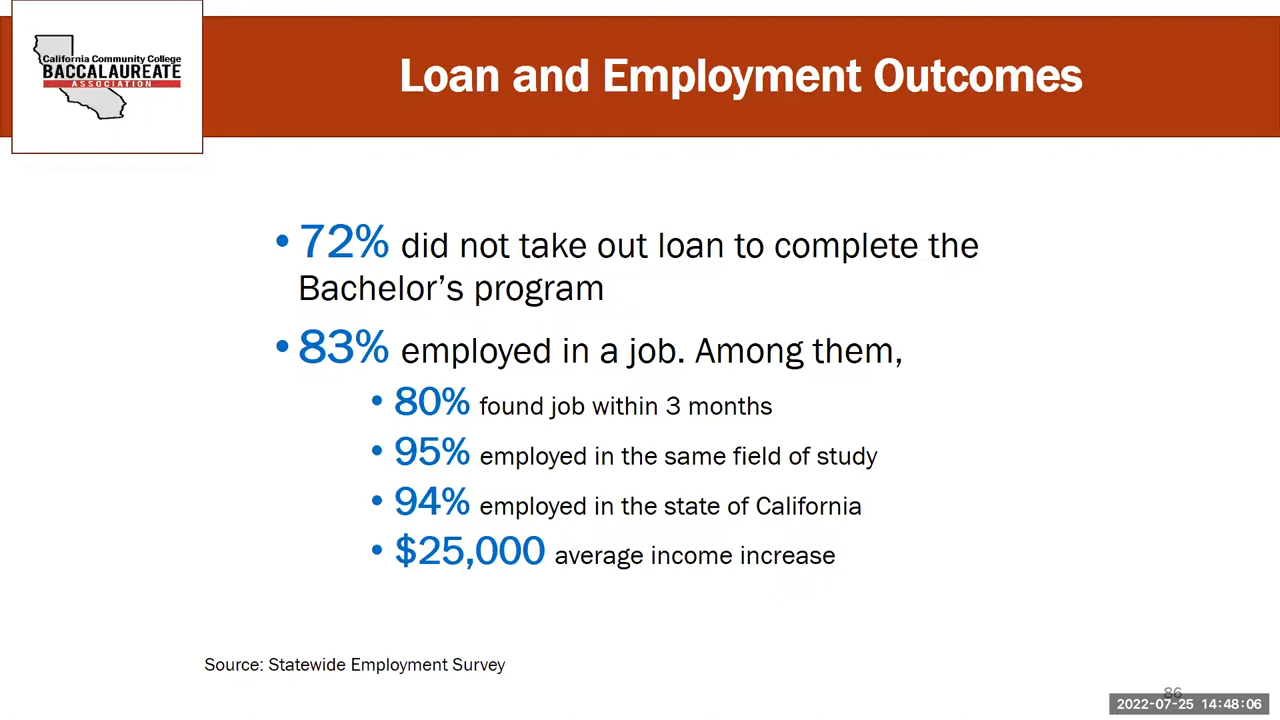 California Community College
BACCALAUREATE
ASSOCIATION
Loan and Employment Outcomes
• 72% did not take out loan to complete the
Bachelor’s program
• 83% employed in a job. Among them,
• 80% found job within 3 months
• 95% employed in the same field of study
• 94% employed in the state of California
• $25,000 average income increase
Source: Statewide Employment Survey
86
2022-07-25 14:48:06